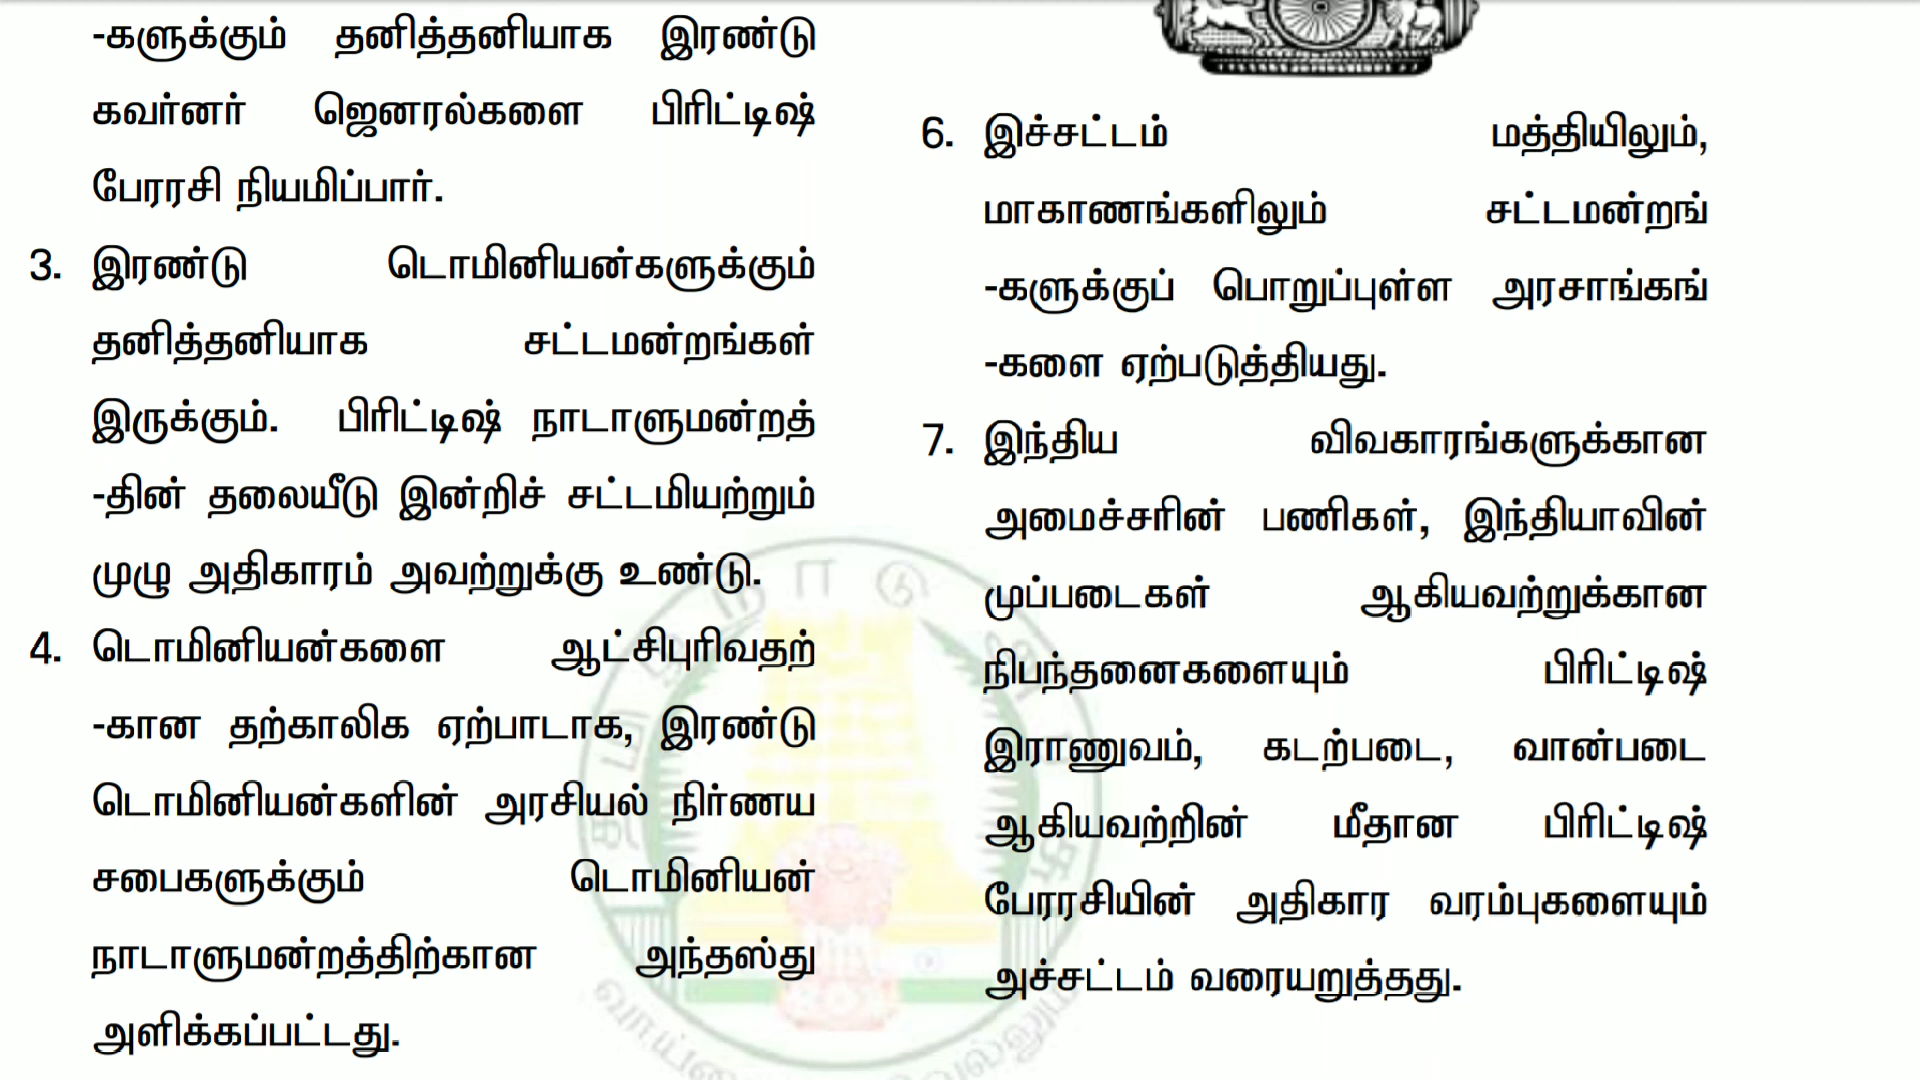 -களுக்கும் தனித்தனியாக இரண்டு
கவர்னர் ஜெனரல்களை பிரிட்டிஷ்
பேரரசி நியமிப்பார்.
3. இரண்டு டொமினியன்களுக்கும்
தனித்தனியாக சட்டமன்றங்கள்
இருக்கும். பிரிட்டிஷ் நாடாளுமன்றத்
-தின் தலையீடு இன்றிச் சட்டமியற்றும்
முழு அதிகாரம் அவற்றுக்கு உண்டு.
4. டொமினியன்களை ஆட்சிபுரிவதற்
-கான தற்காலிக ஏற்பாடாக, இரண்டு
டொமினியன்களின் அரசியல் நிர்ணய
சபைகளுக்கும் டொமினியன்
நாடாளுமன்றத்திற்கான அந்தஸ்து
அளிக்கப்பட்டது.
6. இச்சட்டம் மத்தியிலும்,
மாகாணங்களிலும் சட்டமன்றங்
-களுக்குப் பொறுப்புள்ள அரசாங்கங்
-களை ஏற்படுத்தியது.
7. இந்திய விவகாரங்களுக்கான
அமைச்சரின் பணிகள், இந்தியாவின்
முப்படைகள் ஆகியவற்றுக்கான
நிபந்தனைகளையும் பிரிட்டிஷ்
இராணுவம், கடற்படை, வான்படை
ஆகியவற்றின் மீதான பிரிட்டிஷ்
பேரரசியின் அதிகார வரம்புகளையும்
அச்சட்டம் வரையறுத்தது.
தமிழ்நாடு அரசு